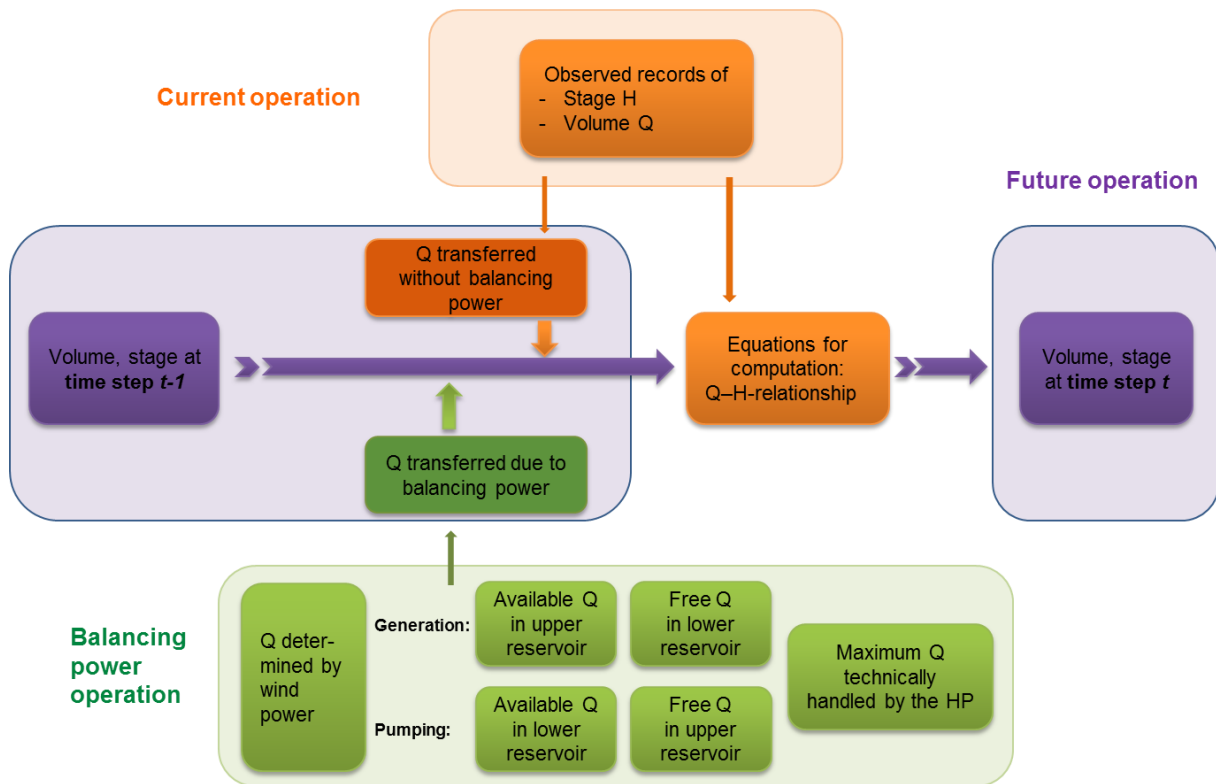 Current operation
Observed records of
- Stage H
- Volume Q
Future operation
Q transferred
without balancing
power
Volume, stage at
time step t-1
Equations for
computation:
Q–H-relationship
Volume, stage
at time step t
Q transferred due to
balancing power
Balancing
power
operation
Q deter-
mined by
wind
power
Generation:
Available Q
in upper
reservoir
Free Q
in lower
reservoir
Pumping:
Available Q
in lower
reservoir
Free Q
in upper
reservoir
Maximum Q
technically
handled by the HP